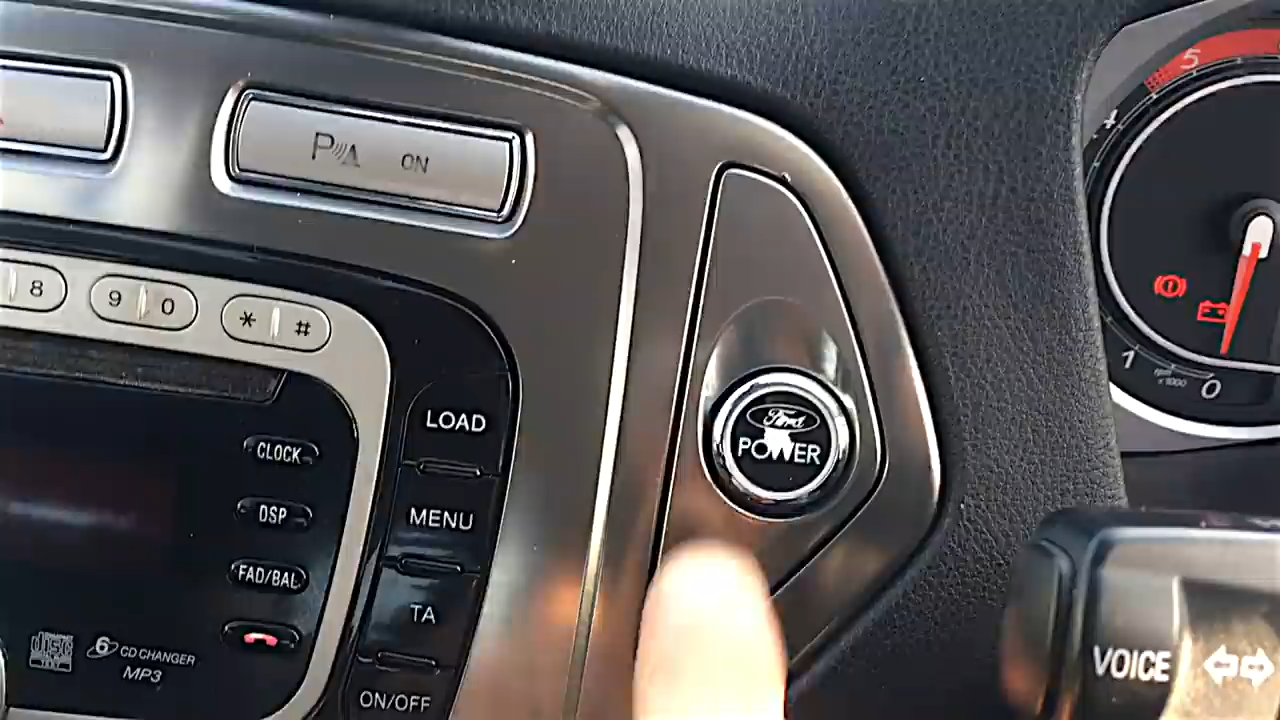 P ON
8
9 0
* #
CLOCK
DSP
FAD/BAL
LOAD
MENU
TA
ON/OFF
6 CD CHANGER
MP3
Ford
POWER
5
4
1
0
rpm
x1000
VOICE